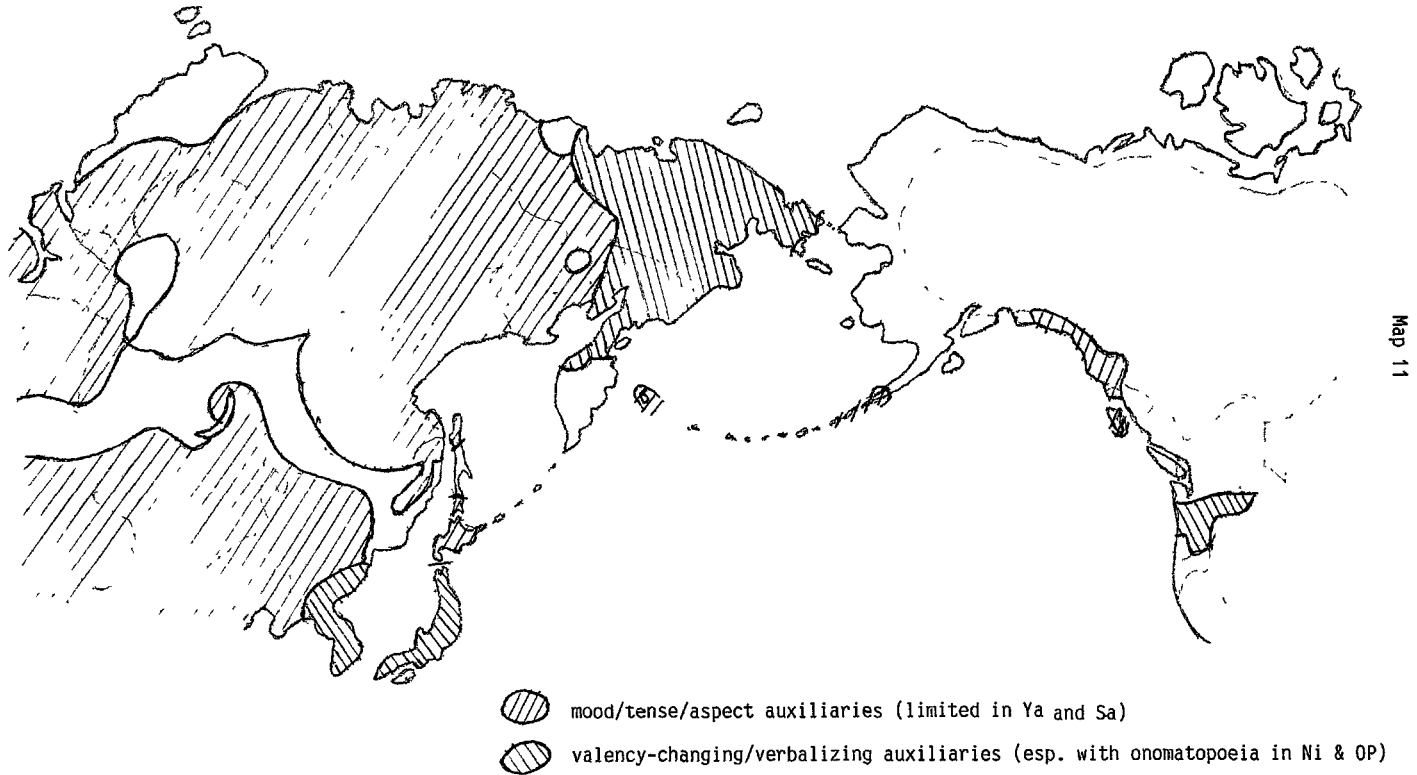 Map 11
mood/tense/aspect auxiliaries (limited in Ya and Sa)
valency-changing/verbalizing auxiliaries (esp. with onomatopoeia in Ni & OP)